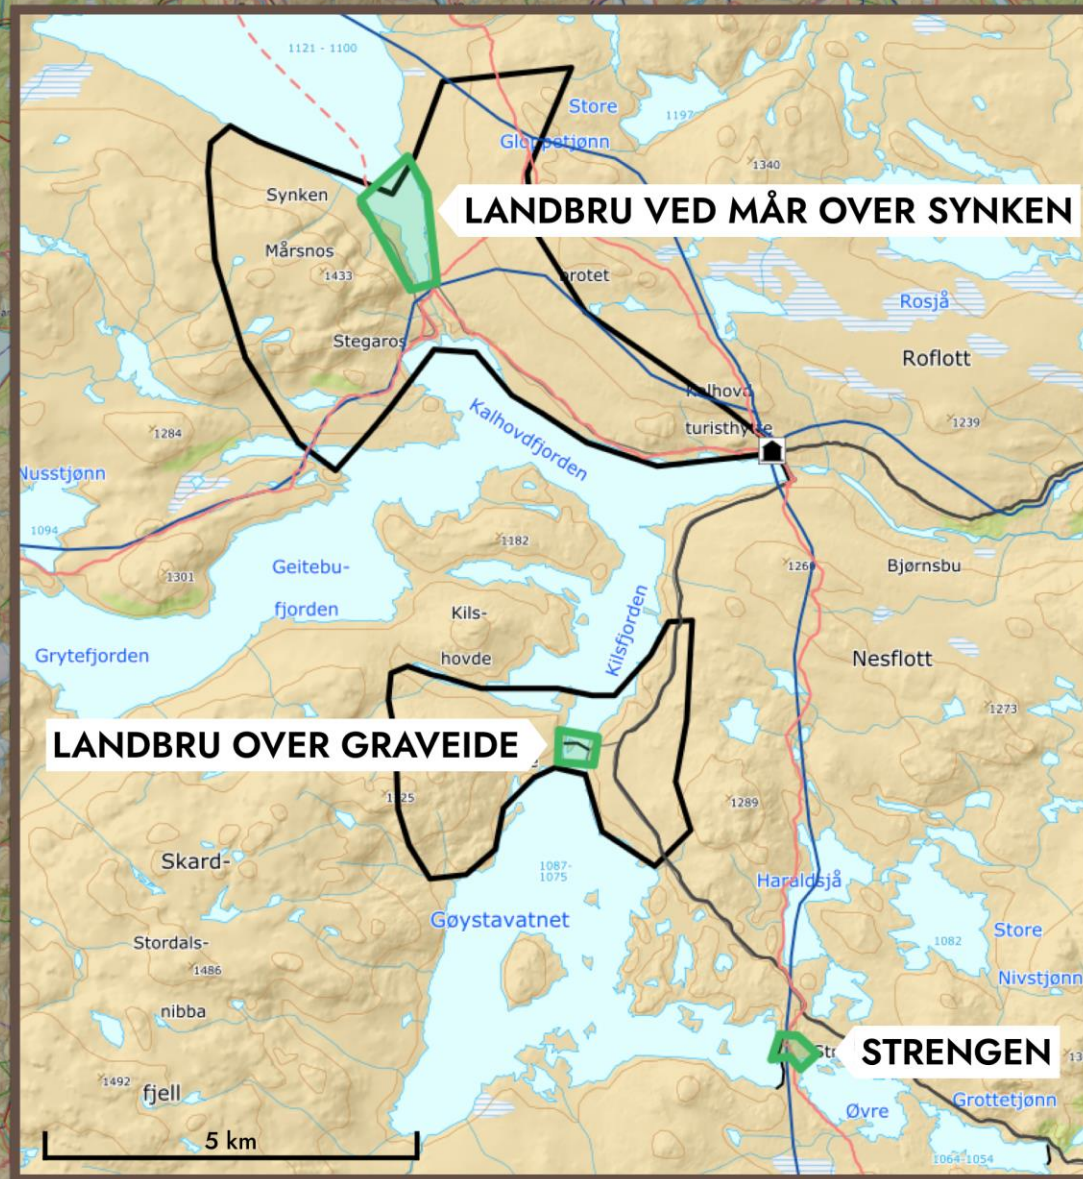 1121 - 1100
Store
Gloppetjønn
1197
1340
Synken
LANDBRU VED MÅR OVER SYNKEN
Mårsnos
1433
Rosjå
Stegaros
Roflott
Kalhovd
turisthytte
1239
Kalhovdfjorden
1284
Nusstjønn
1094
1182
Geitebu-
fjorden
1301
1260
Bjørnsbu
Kils-
hovde
Kilsfjorden
Grytefjorden
Nesflott
1273
LANDBRU OVER GRAVEIDE
1289
Skard-
1087-
1075
Haraldsjå
Gøystavatnet
Store
Stordals-
1082
1486
Nivstjønn
nibba
STRENGEN
1492
fjell
Øvre
Grottetjønn
5 km
1064-1054